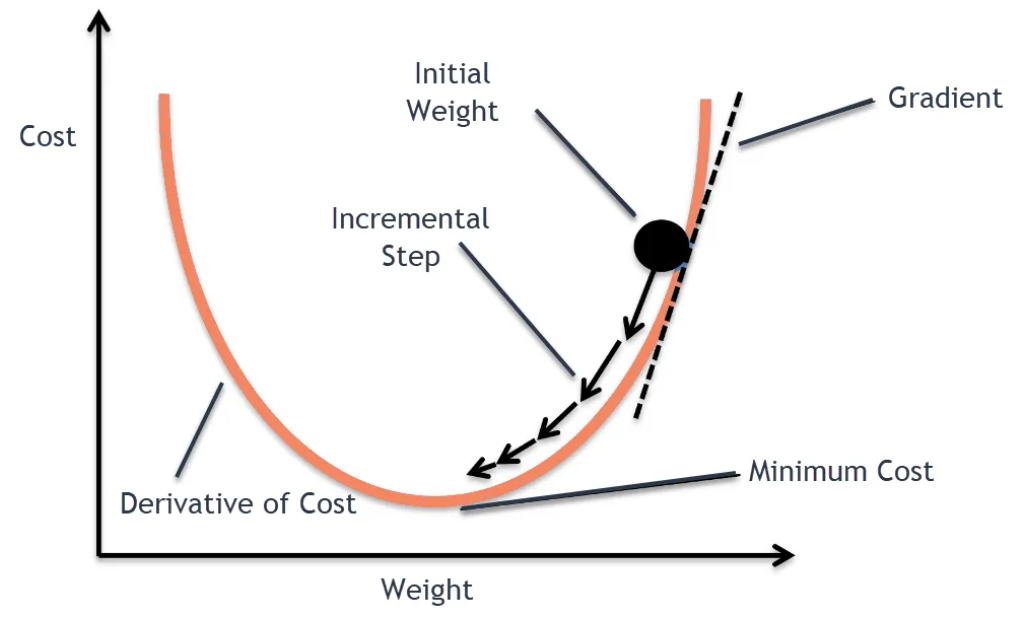 Initial
Weight
Gradient
Cost
Incremental
Step
Minimum Cost
Derivative of Cost
Weight